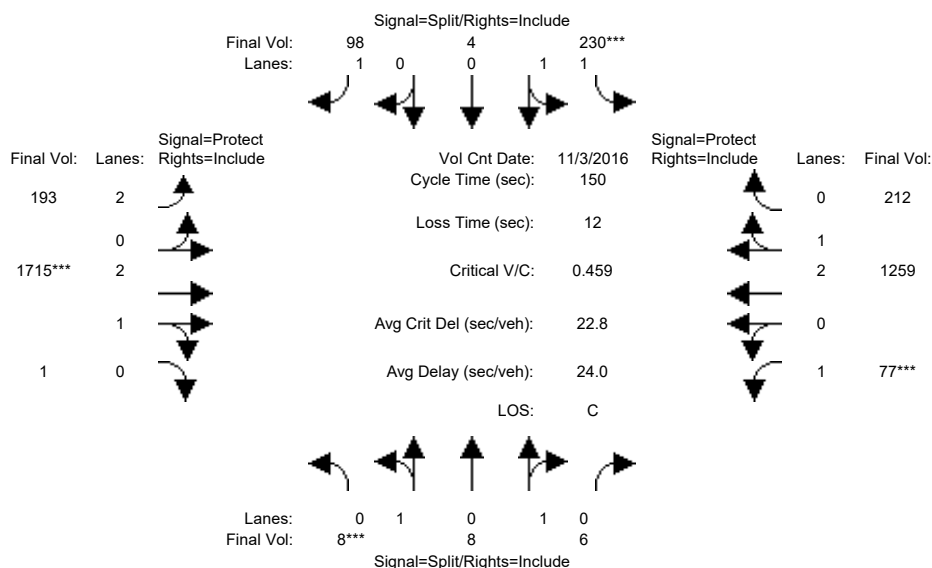 Signal=Split/Rights=Include
Final Vol: 98 4 230***
Lanes: 1 0 0 1 1
Signal=Protect
Final Vol: Lanes: Rights=Include
Vol Cnt Date: 11/3/2016
Signal=Protect
Rights=Include Lanes: Final Vol:
Cycle Time (sec): 150
193 2
0 212
Loss Time (sec): 12
0
1
1715*** 2
Critical V/C: 0.459
2 1259
1
Avg Crit Del (sec/veh): 22.8
0
1 0
Avg Delay (sec/veh): 24.0
1 77***
LOS: C
Lanes: 0 1 0 1 0
Final Vol: 8*** 8 6
Signal=Split/Rights=Include